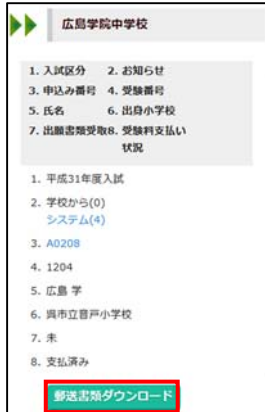 広島学院中学校
1. 入試区分 2. お知らせ
3. 申込み番号 4. 受験番号
5. 氏名 6. 出身小学校
7. 出願書類受取8. 受験料支払い
状況
1. 平成31年度入試
2. 学校から(0)
システム(4)
3. A0208
4. 1204
5. 広島 学
6. 呉市立音戸小学校
7. 未
8. 支払済み
郵送書類ダウンロード